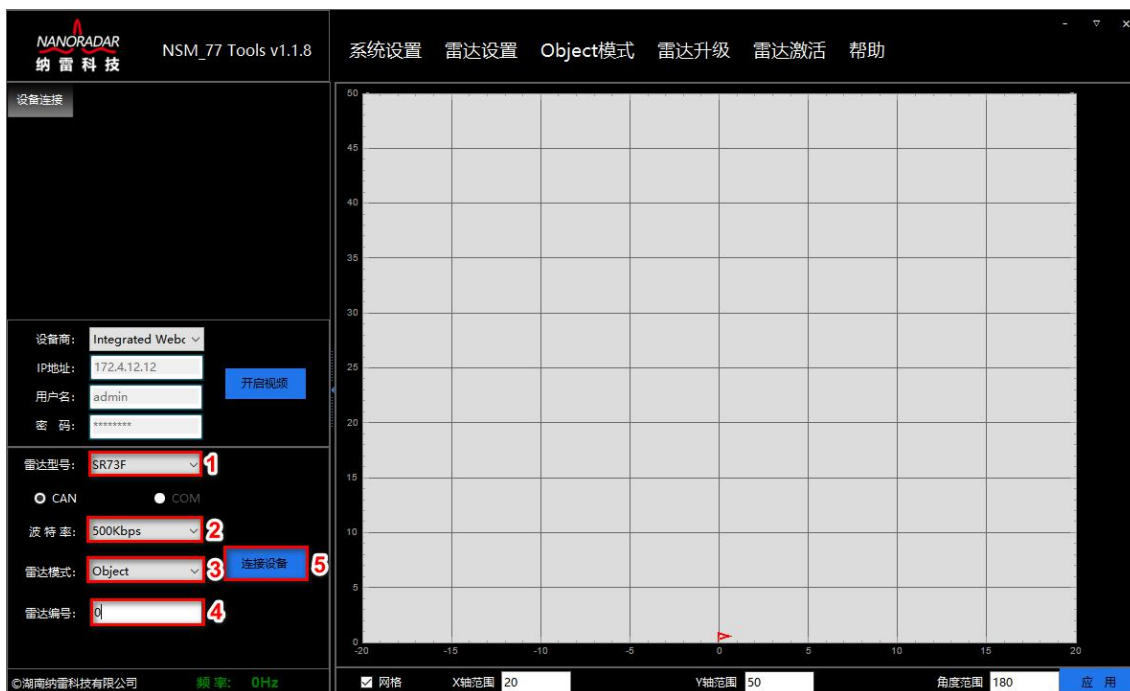 NANORADAR
纳雷科技
NSM_77 Tools v1.1.8
系统设置 雷达设置 Object模式 雷达升级 雷达激活 帮助
设备连接
设备商: Integrated Webc
IP地址: 172.4.12.12
用户名: admin
密 码: ********
开启视频
雷达型号: SR73F 1
CAN COM
波特率: 500Kbps 2
雷达模式: Object 3
连接设备 5
雷达编号: 0 4
©湖南纳雷科技有限公司 频率: 0Hz
50
45
40
35
30
25
20
15
10
5
0
-20 -15 -10 -5 0 5 10 15 20
网格 X轴范围 20 Y轴范围 50 角度范围 180 应 用